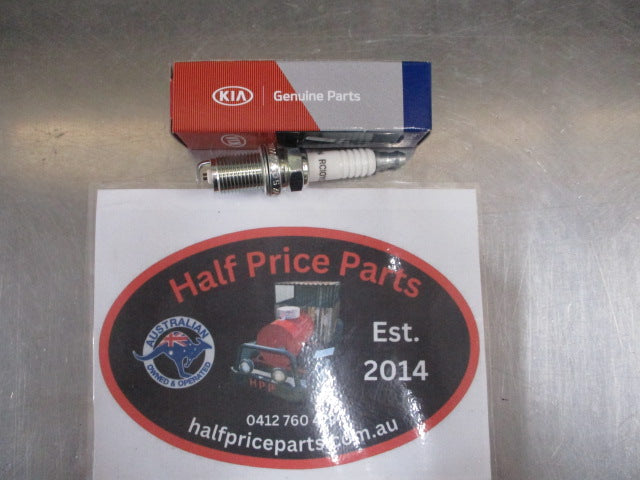 KIA Genuine Parts
Half Price Parts
AUSTRALIAN
OWNED & OPERATED
Est.
2014
HPP
0412 760
halfpriceparts.com.au